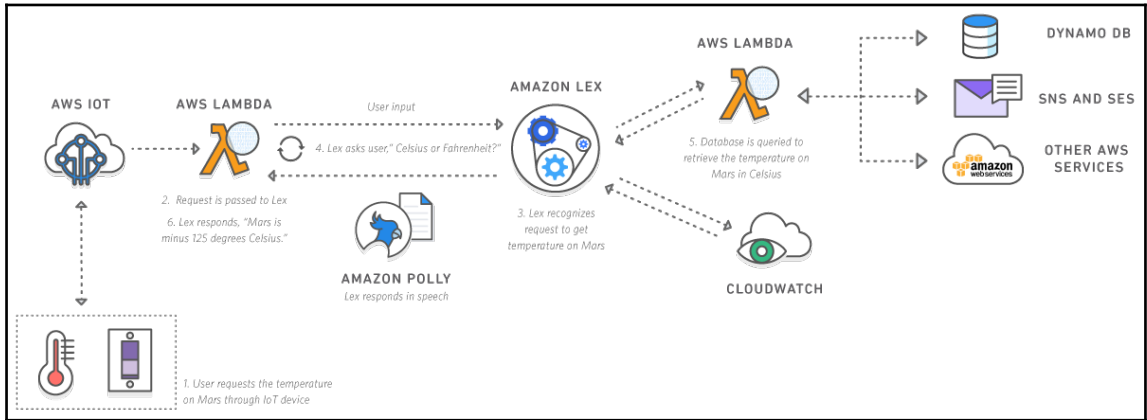 AWS IOT
AWS LAMBDA
User input
4. Lex asks user," Celsius or Fahrenheit?"
2. Request is passed to Lex
6. Lex responds, "Mars is
minus 125 degrees Celsius."
AMAZON POLLY
Lex responds in speech
AMAZON LEX
3. Lex recognizes
request to get
temperature on Mars
AWS LAMBDA
5. Database is queried to
retrieve the temperature on
Mars in Celsius
CLOUDWATCH
DYNAMO DB
SNS AND SES
amazon
webservices
OTHER AWS
SERVICES
1. User requests the temperature
on Mars through IoT device